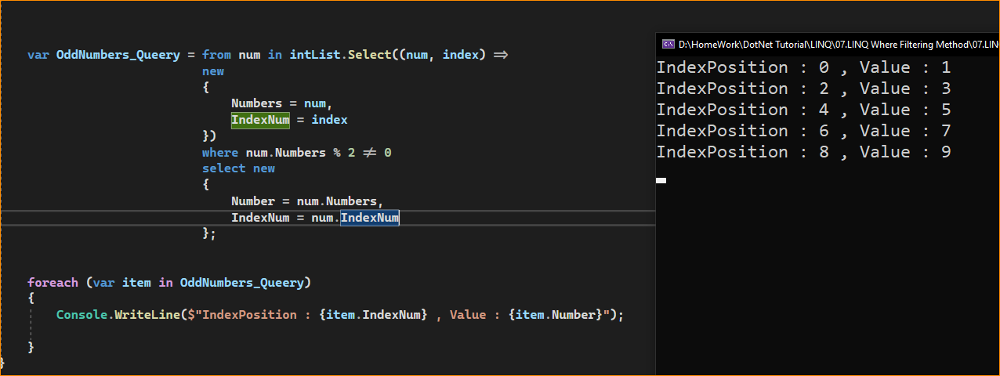 var OddNumbers_Queery = from num in intList.Select((num, index) =>
new
{
Numbers = num,
IndexNum = index
})
where num.Numbers % 2 != 0
select new
{
Number = num.Numbers,
IndexNum = num.IndexNum
};
foreach (var item in OddNumbers_Queery)
{
Console.WriteLine($"IndexPosition : {item.IndexNum} , Value : {item.Number}");
}
}
D:\HomeWork\DotNet Tutorial\LINQ\07.LINQ Where Filtering Method\07.LIN
IndexPosition : 0 , Value : 1
IndexPosition : 2 , Value : 3
IndexPosition : 4 , Value : 5
IndexPosition : 6 , Value : 7
IndexPosition : 8 , Value : 9